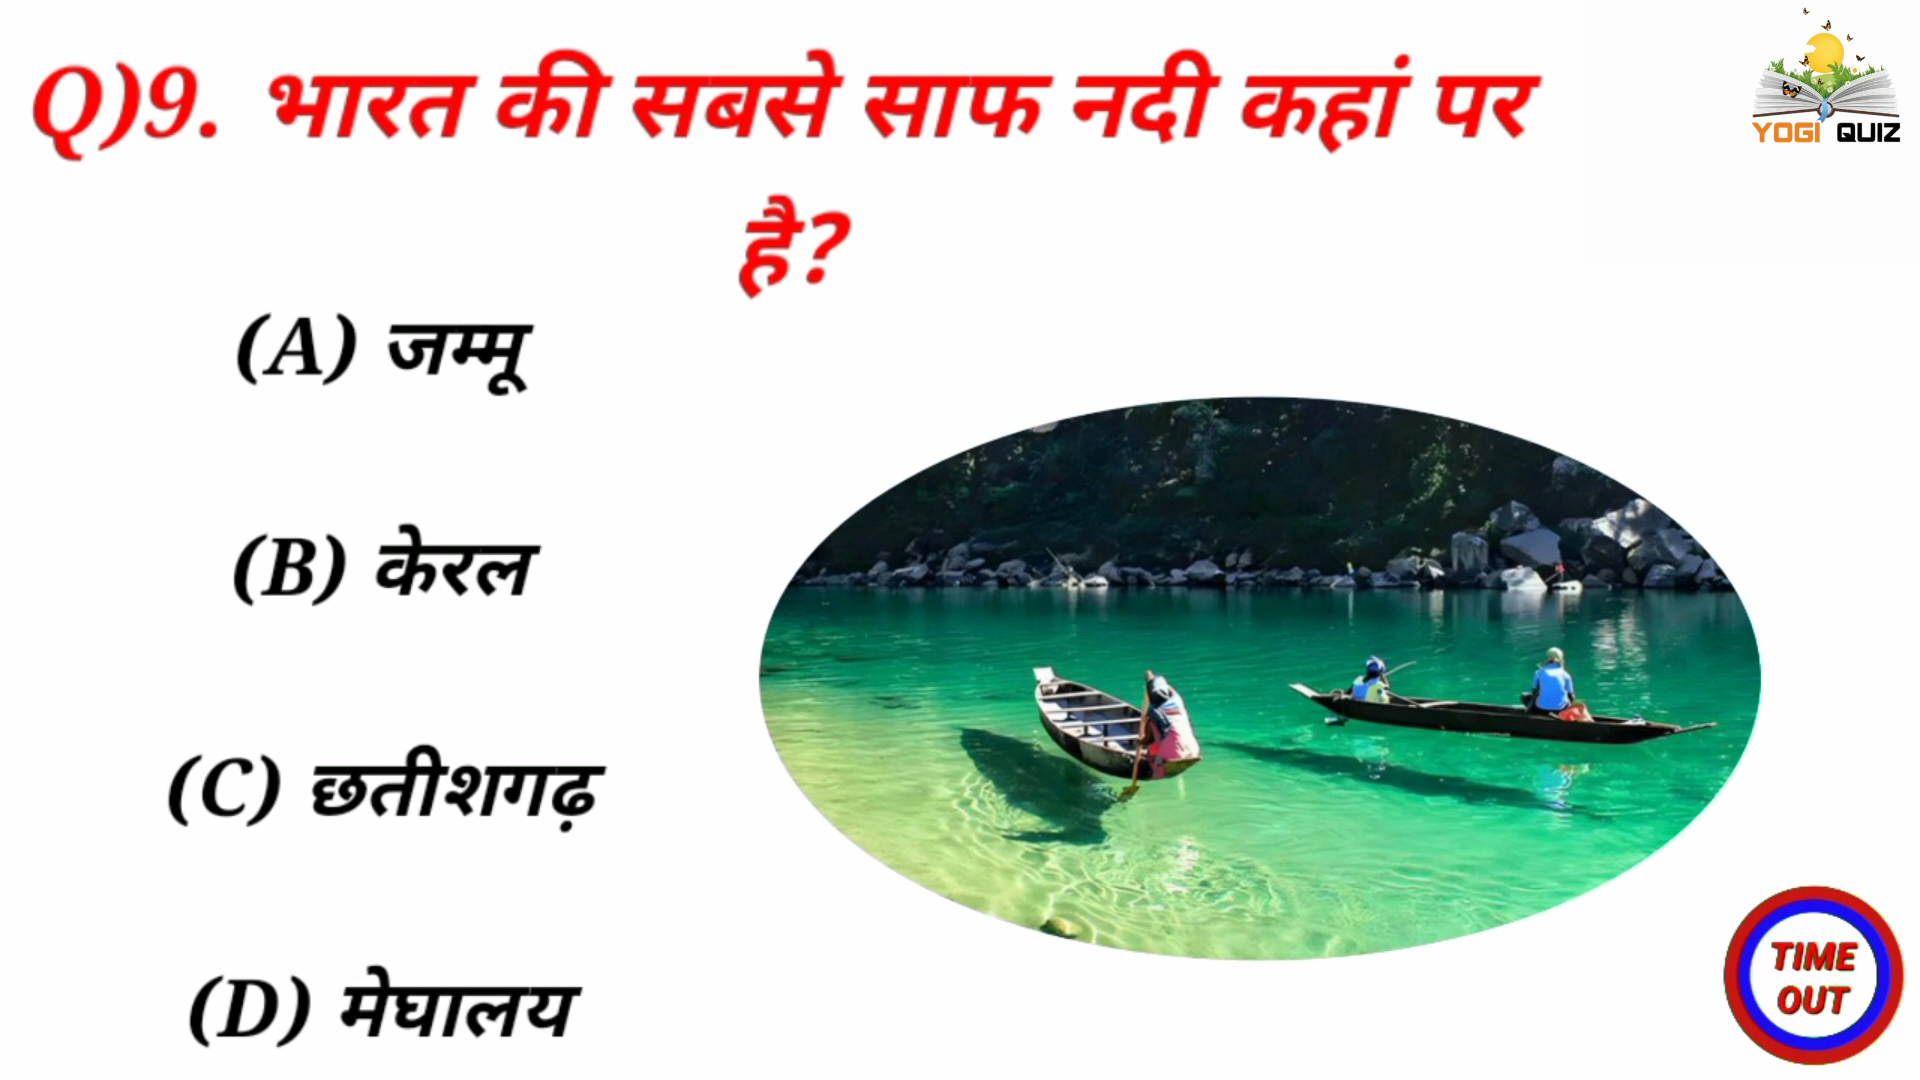 Q)9. भारत की सबसे साफ नदी कहां पर
है?
YOGI QUIZ
(A) जम्मू
(B) केरल
(C) छतीशगढ़
(D) मेघालय
TIME
OUT